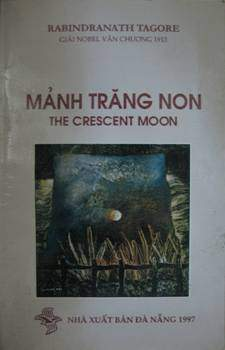 RABINDRANATH TAGORE
GIẢI NOBEL VĂN CHƯƠNG 1913
MẢNH TRĂNG NON
THE CRESCENT MOON
NHÀ XUẤT BẢN ĐÀ NẴNG 1997